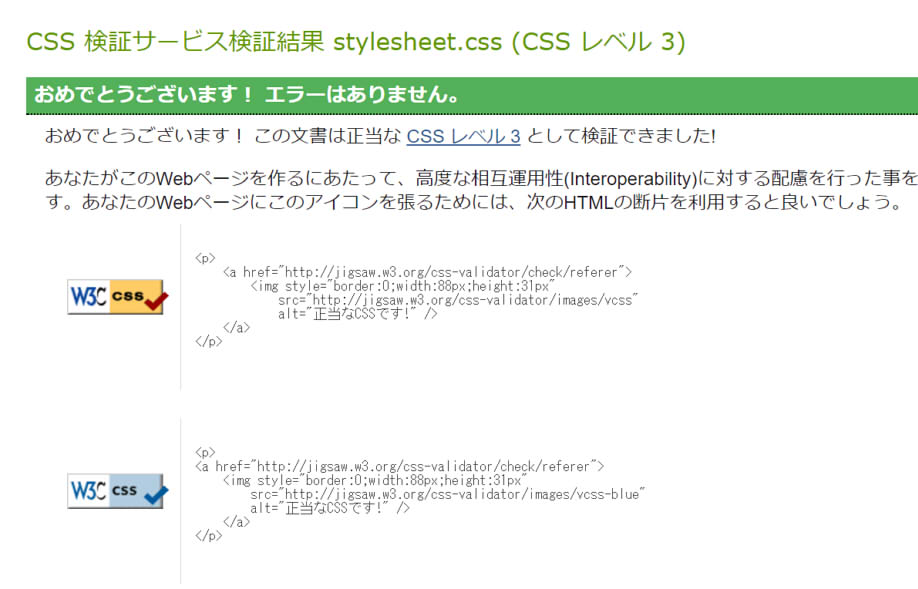 CSS 検証サービス検証結果 stylesheet.css (CSS レベル 3)
おめでとうございます！ エラーはありません。
おめでとうございます！ この文書は正当な CSS レベル 3 として検証できました!
あなたがこのWebページを作るにあたって、高度な相互運用性(Interoperability)に対する配慮を行った事を
す。あなたのWebページにこのアイコンを張るためには、次のHTMLの断片を利用すると良いでしょう。
<p>
<a href="http://jigsaw.w3.org/css-validator/check/referer">
<img style="border:0;width:88px;height:31px"
W3C css
src="http://jigsaw.w3.org/css-validator/images/vcss"
alt="正当なCSSです!" />
</a>
</p>
<p>
<a href="http://jigsaw.w3.org/css-validator/check/referer">
<img style="border:0;width:88px;height:31px"
W3C css
src="http://jigsaw.w3.org/css-validator/images/vcss-blue"
alt="正当なCSSです!" />
</a>
</p>